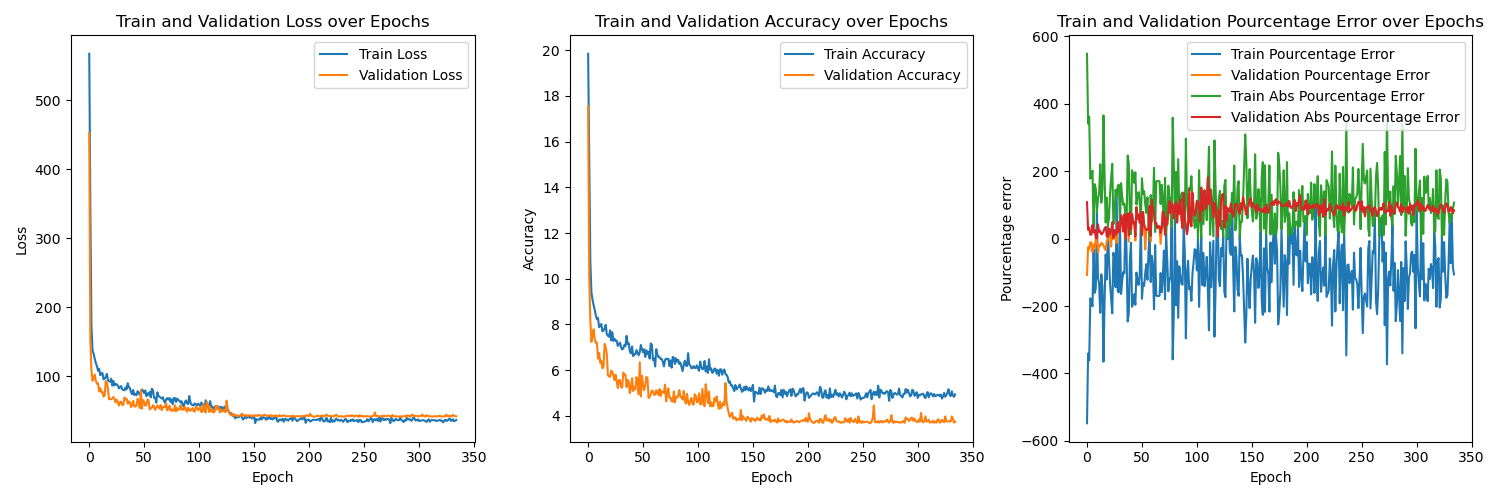 Train and Validation Loss over Epochs
Train Loss
Validation Loss
Loss
500
400
300
200
100
0
50
100
150
200
250
300
350
Epoch
Train and Validation Accuracy over Epochs
Train Accuracy
Validation Accuracy
Accuracy
20
18
16
14
12
10
8
6
4
0
50
100
150
200
250
300
350
Epoch
Train and Validation Pourcentage Error over Epochs
Train Pourcentage Error
Validation Pourcentage Error
Train Abs Pourcentage Error
Validation Abs Pourcentage Error
Pourcentage error
600
400
200
0
−200
−400
−600
0
50
100
150
200
250
300
350
Epoch